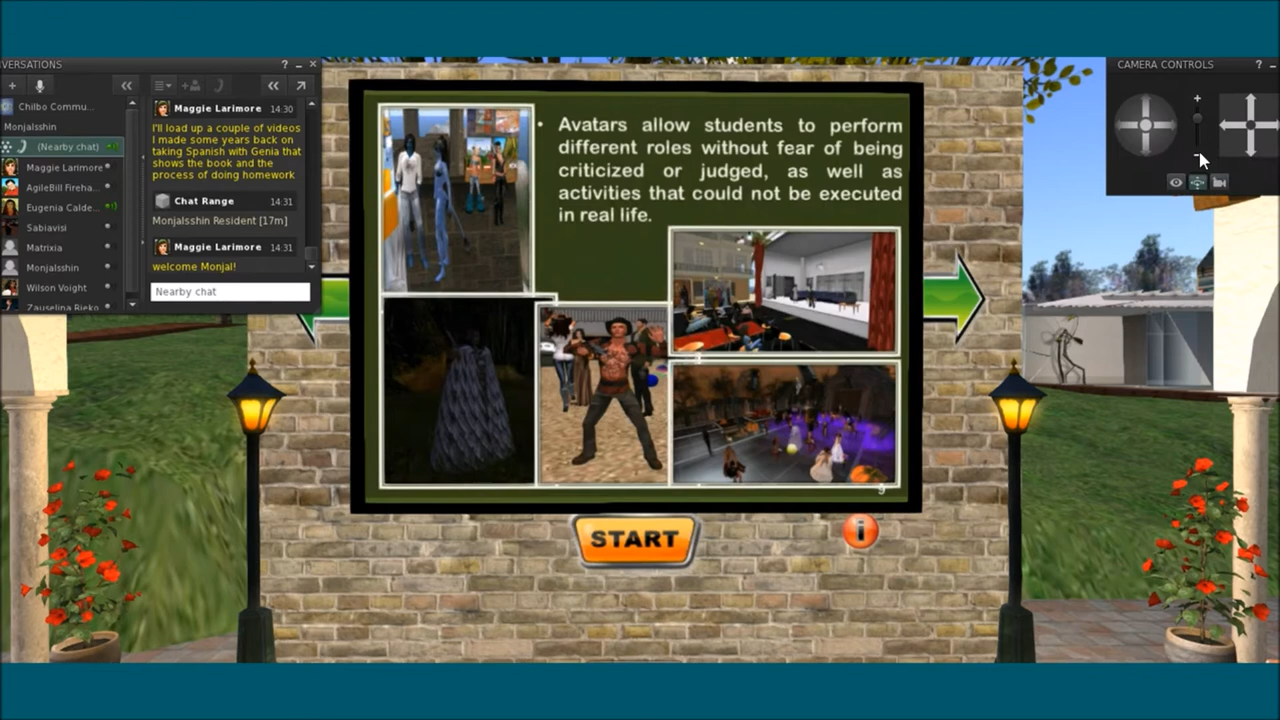 VERSATIONS
? _ ×
Chilbo Commu...
Monjalsshin
(Nearby chat)
Maggie Larimore
AgileBill Fireha...
Eugenia Calde...
Sabiavisi
Matrixia
Monjalsshin
Wilson Voight
Zauselina Rieko
Maggie Larimore 14:30
I'll load up a couple of videos
I made some years back on
taking Spanish with Genia that
shows the book and the
process of doing homework
Chat Range 14:31
Monjalsshin Resident [17m]
Maggie Larimore 14:31
welcome Monjal!
Nearby chat
• Avatars allow students to perform
different roles without fear of being
criticized or judged, as well as
activities that could not be executed
in real life.
9
START
i
CAMERA CONTROLS
? _
+
-